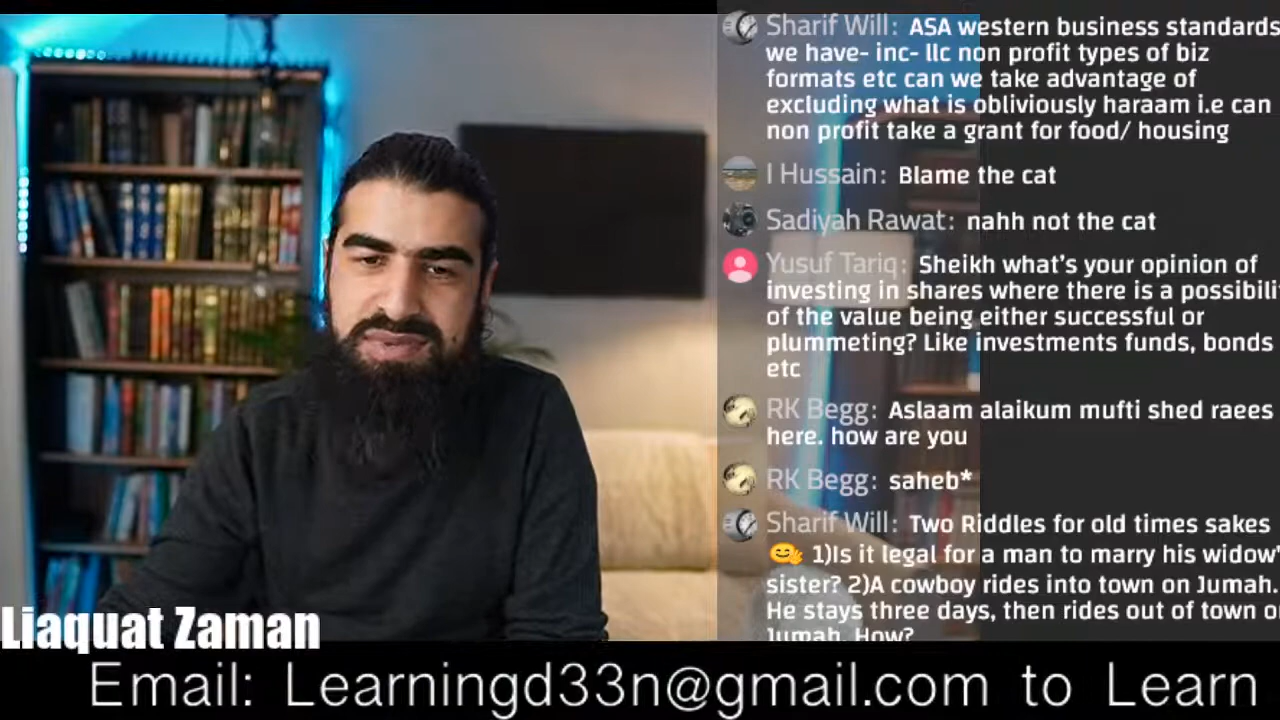 Sharif Will: ASA western business standards
we have- inc- llc non profit types of biz
formats etc can we take advantage of
excluding what is obliviously haraam i.e can
non profit take a grant for food/ housing
I Hussain: Blame the cat
Sadiyah Rawat: nahh not the cat
Yusuf Tariq: Sheikh what's your opinion of
investing in shares where there is a possibili
of the value being either successful or
plummeting? Like investments funds, bonds
etc
RK Begg: Aslaam alaikum mufti shed raees
here. how are you
RK Begg: saheb*
Sharif Will: Two Riddles for old times sakes
😊👋 1)Is it legal for a man to marry his widow'
sister? 2)A cowboy rides into town on Jumah.
He stays three days, then rides out of town o
Jumah. How?
Liaquat Zaman
Email: Learningd33n@gmail.com to Learn